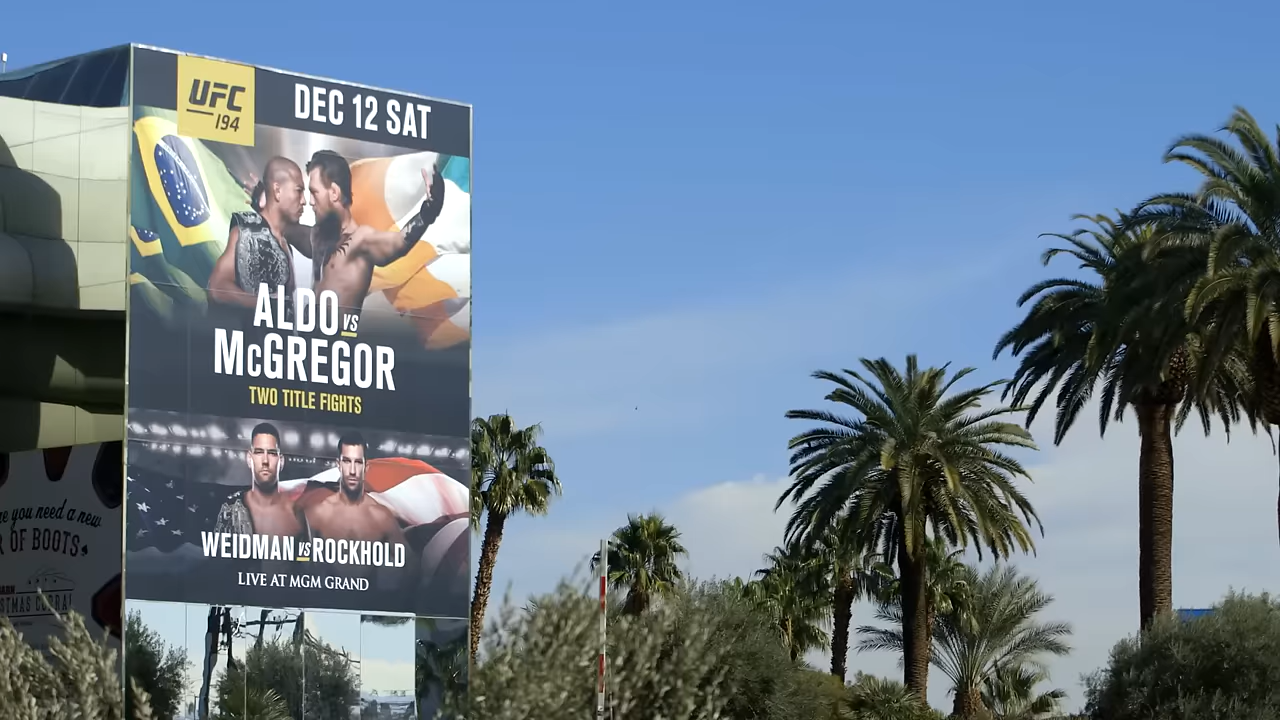 UFC
194
DEC 12 SAT
ALDO VS
McGREGOR
TWO TITLE FIGHTS
WEIDMAN VS ROCKHOLD
LIVE AT MGM GRAND
you need a new
OF BOOTS